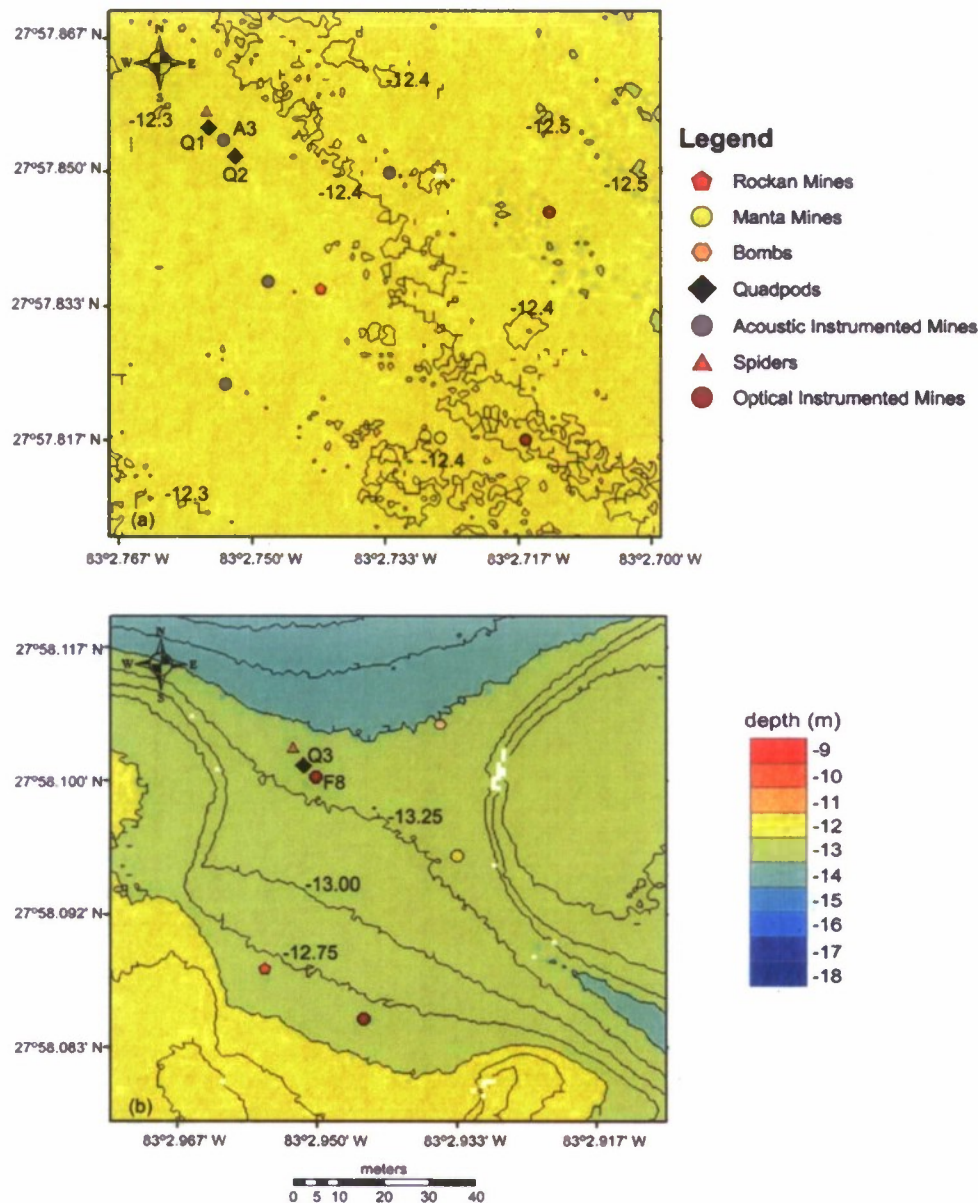 27°57.867' N
N
W E
S
d
-12.4
-12.3
-12.5
Q1
A3
Q2
27°57.850' N
-12.4
-12.5
27°57.833' N
-12.4
27°57.817' N
-12.4
-12.3
(a)
83°2.767' W 83°2.750' W 83°2.733' W 83°2.717' W 83°2.700' W
Legend
Rockan Mines
Manta Mines
Bombs
Quadpods
Acoustic Instrumented Mines
Spiders
Optical Instrumented Mines
27°58.117' N
N
W E
S
Q3
27°58.100' N
F8
-13.25
-13.00
27°58.092' N
-12.75
27°58.083' N
(b)
83°2.967' W 83°2.950' W 83°2.933' W 83°2.917' W
meters
0 5 10 20 30 40
depth (m)
-9
-10
-11
-12
-13
-14
-15
-16
-17
-18